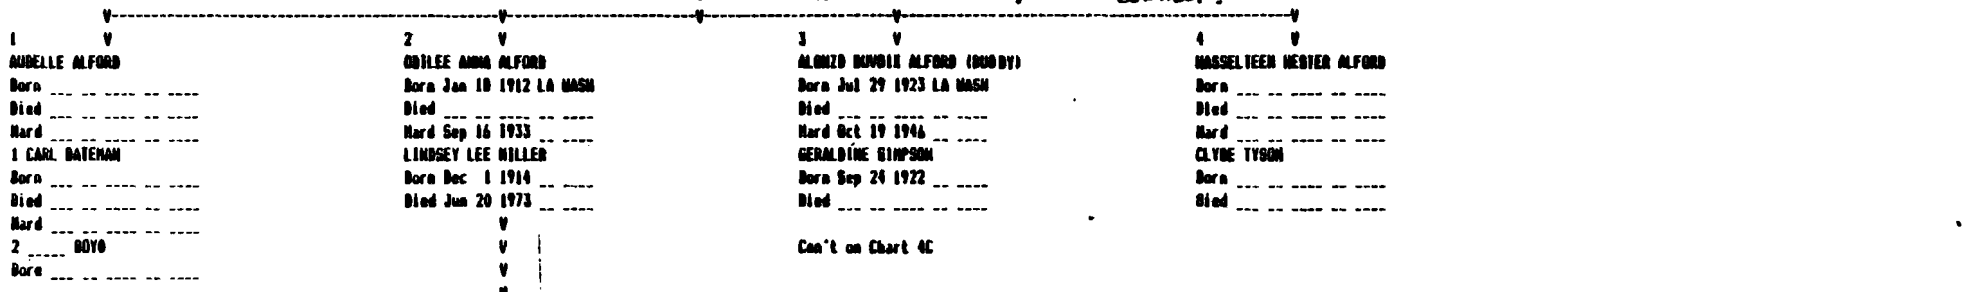 1
AUBELLE ALFORD
Born
Died
Mard
1 CARL BATEMAN
Born
Died
Mard
2 _____ BOYD
Born
2
ODILEE ANNA ALFORD
Born Jan 18 1912 LA WASH
Died
Mard Sep 16 1933
LINDSEY LEE MILLER
Born Dec 1 1914
Died Jun 20 1973
3
ALONZO BUVOIX ALFORD (BUDDY)
Born Jul 29 1923 LA WASH
Died
Mard Oct 19 1946
GERALDINE SIMPSON
Born Sep 24 1922
Died
Con't on Chart 4C
4
HASSELTEEN HESTER ALFORD
Born
Died
Mard
CLYDE TYSON
Born
Died